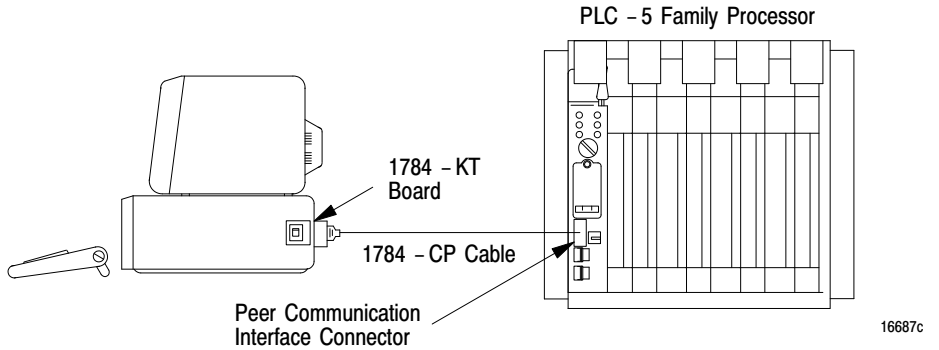 PLC – 5 Family Processor
1784 – KT
Board
1784 – CP Cable
Peer Communication
Interface Connector
16687c